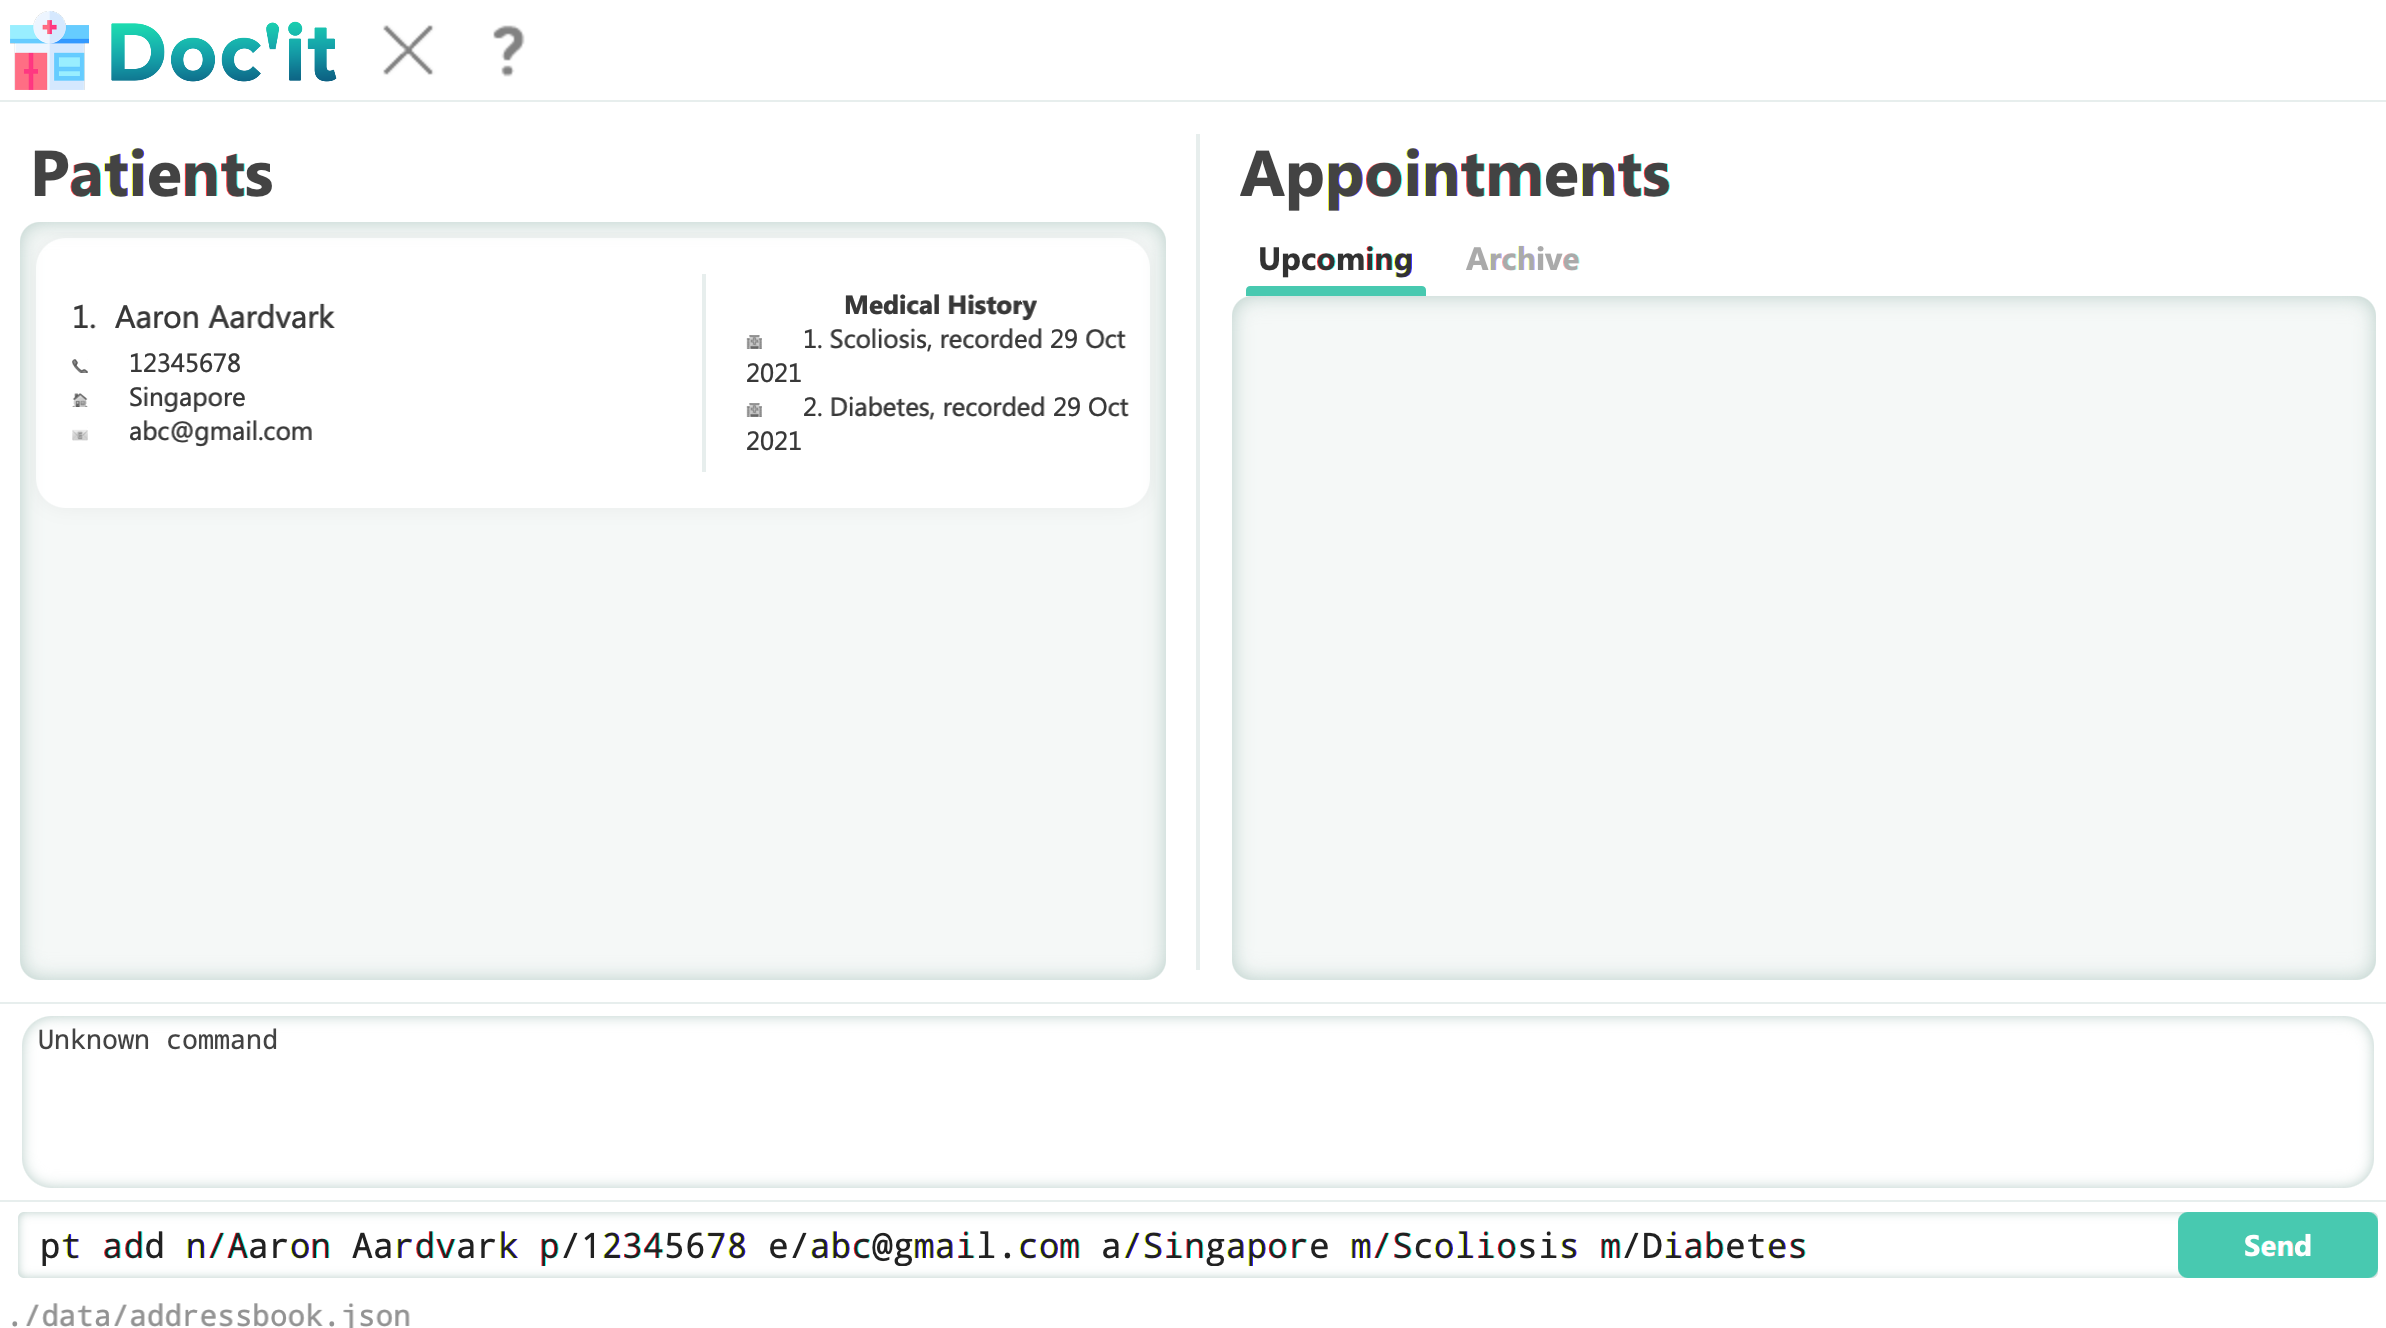 Doc'it
?
Patients
1. Aaron Aardvark
12345678
Singapore
abc@gmail.com
Medical History
1. Scoliosis, recorded 29 Oct
2021
2. Diabetes, recorded 29 Oct
2021
Appointments
Upcoming Archive
Unknown command
pt add n/Aaron Aardvark p/12345678 e/abc@gmail.com a/Singapore m/Scoliosis m/Diabetes
Send
./data/addressbook.json